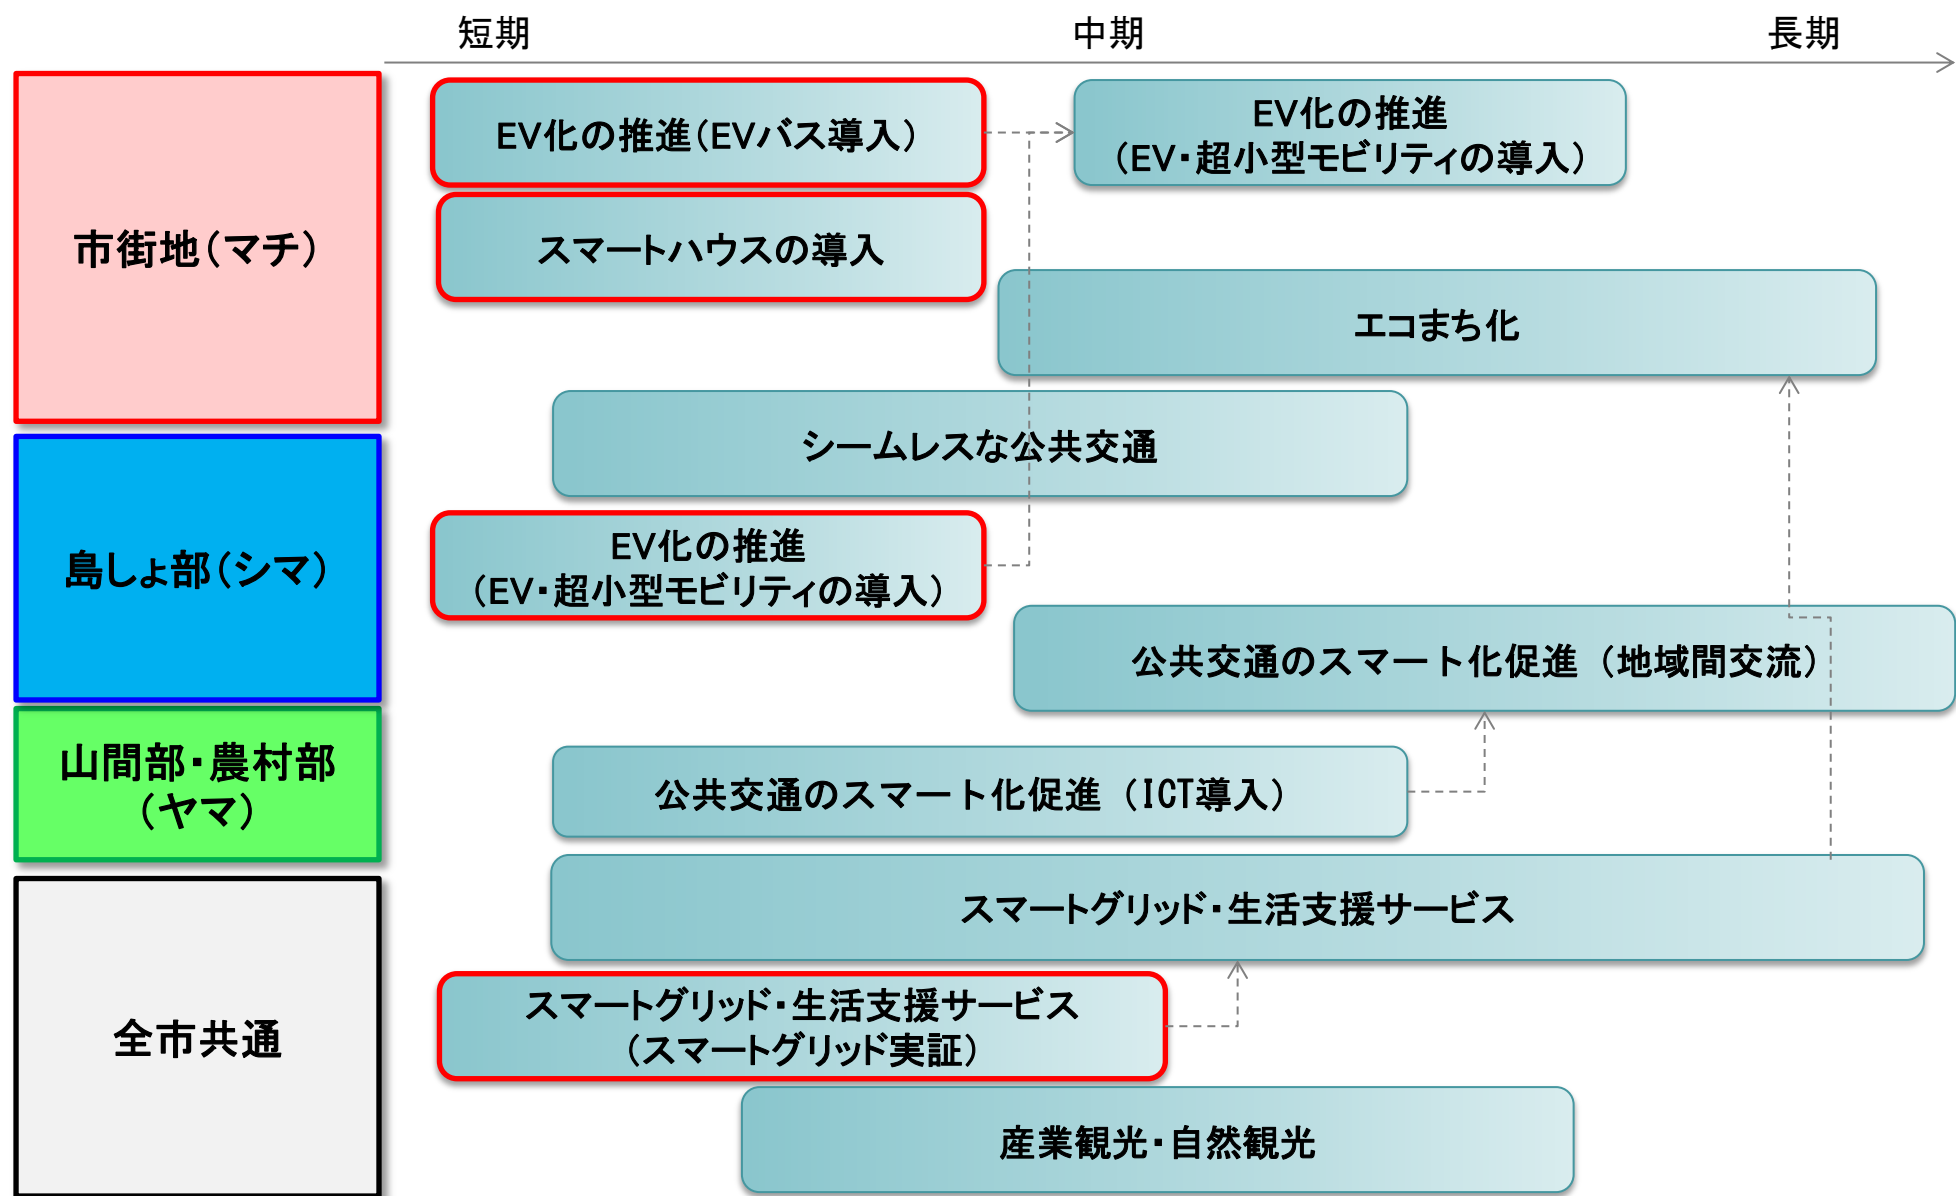 短期
中期
長期
市街地(マチ)
EV化の推進(EVバス導入)
EV化の推進
(EV・超小型モビリティの導入)
スマートハウスの導入
エコまち化
シームレスな公共交通
島しょ部(シマ)
EV化の推進
(EV・超小型モビリティの導入)
公共交通のスマート化促進(地域間交流)
山間部・農村部
(ヤマ)
公共交通のスマート化促進(ICT導入)
スマートグリッド・生活支援サービス
全市共通
スマートグリッド・生活支援サービス
(スマートグリッド実証)
産業観光・自然観光